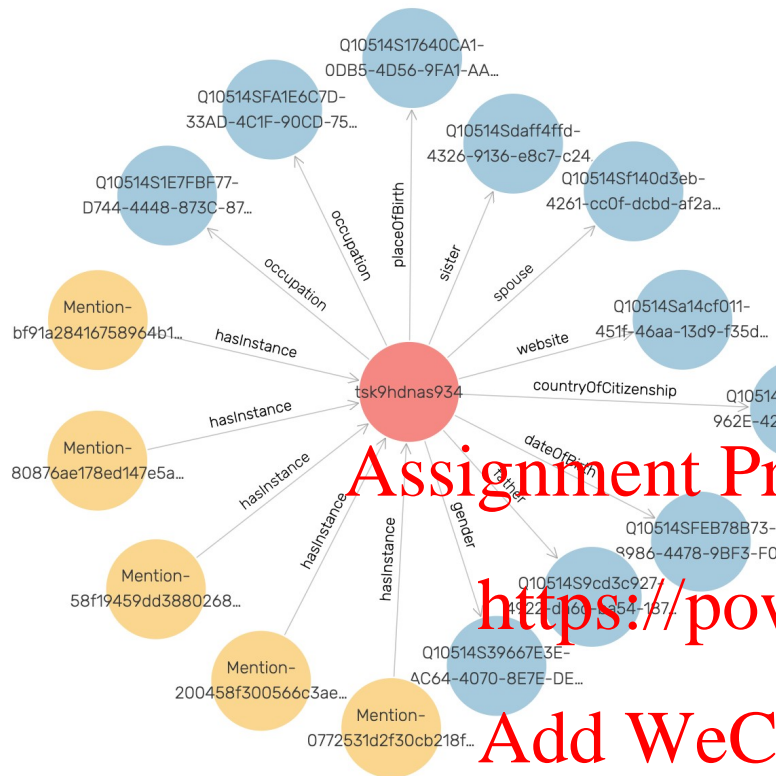 Q10514S17640CA1-
0DB5-4D56-9FA1-AA...
Q10514SFA1E6C7D-
33AD-4C1F-90CD-75...
Q10514Sdaff4ffd-
4326-9136-e8c7-c24
Q10514S1E7FBF77-
D744-4448-873C-87...
Q10514Sf140d3eb-
4261-cc0f-dcbd-af2a...
occupation
placeOfBirth
sister
occupation
spouse
Mention-
bf91a28416758964b1...
Q10514Sa14cf011-
451f-46aa-13d9-f35d...
hasInstance
website
tsk9hdnas934
countryOfCitizenship
Q10514
962E-42
hasInstance
Mention-
80876ae178ed147e5a...
dateOfBirth
Assignment Pr
father
hasInstance
hasInstance
hasInstance
gender
Q10514SFEB78B73-
9986-4478-9BF3-F0
Mention-
58f19459dd3880268...
Q10514S9cd3c927-
https://pov
Q10514S39667E3E-
AC64-4070-8E7E-DE...
Mention-
200458f300566c3ae...
Mention-
0772531d2f30cb218f...
Add WeC